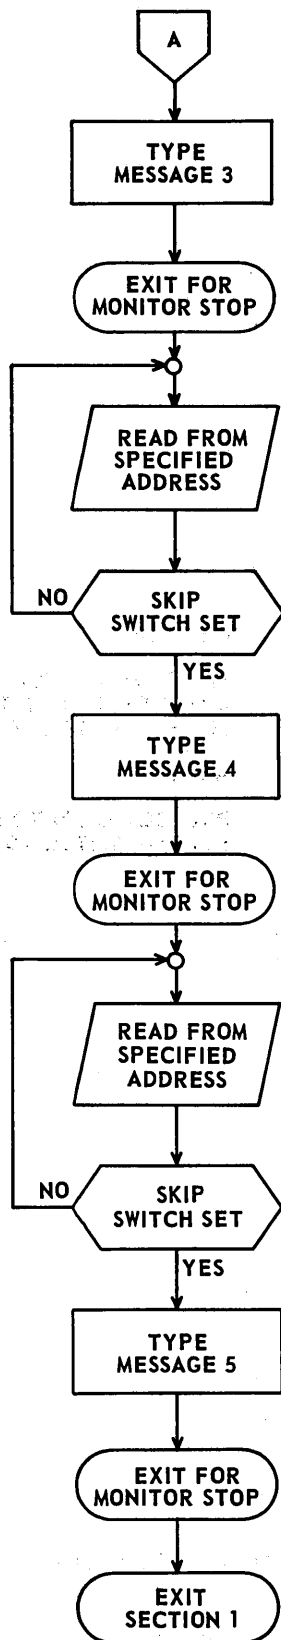 A
TYPE
MESSAGE 3
EXIT FOR
MONITOR STOP
READ FROM
SPECIFIED
ADDRESS
NO
SKIP
SWITCH SET
YES
TYPE
MESSAGE 4
EXIT FOR
MONITOR STOP
READ FROM
SPECIFIED
ADDRESS
NO
SKIP
SWITCH SET
YES
TYPE
MESSAGE 5
EXIT FOR
MONITOR STOP
EXIT
SECTION 1